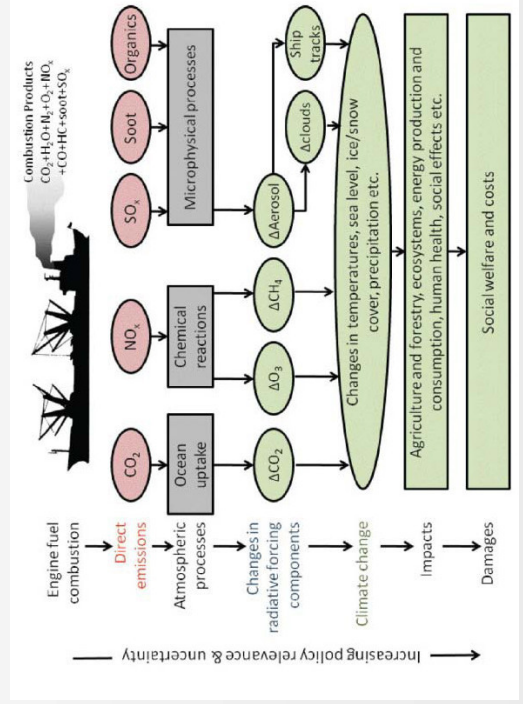 Combustion Products
CO₂+H₂O+N₂+O₂+NOₓ
+CO+HC+soot+SOₓ
Engine fuel
combustion
Direct
emissions
CO₂
NOₓ
SOₓ
Soot
Organics
Atmospheric
processes
Ocean
uptake
Chemical
reactions
Microphysical processes
Changes in
radiative forcing
components
ΔCO₂
ΔO₃
ΔCH₄
ΔAerosol
Δclouds
Ship
tracks
Climate change
Changes in temperatures, sea level, ice/snow
cover, precipitation etc.
Impacts
Agriculture and forestry, ecosystems, energy production and
consumption, human health, social effects etc.
Damages
Social welfare and costs
Increasing policy relevance & uncertainty